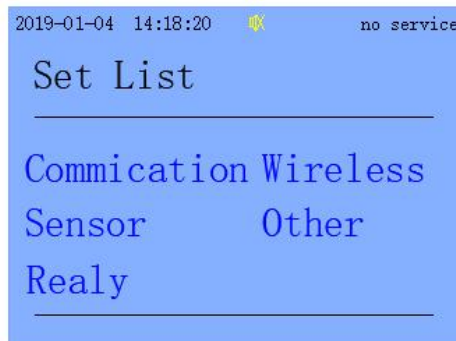 2019-01-04 14:18:20 no service
Set List
Commication Wireless
Sensor Other
Realy